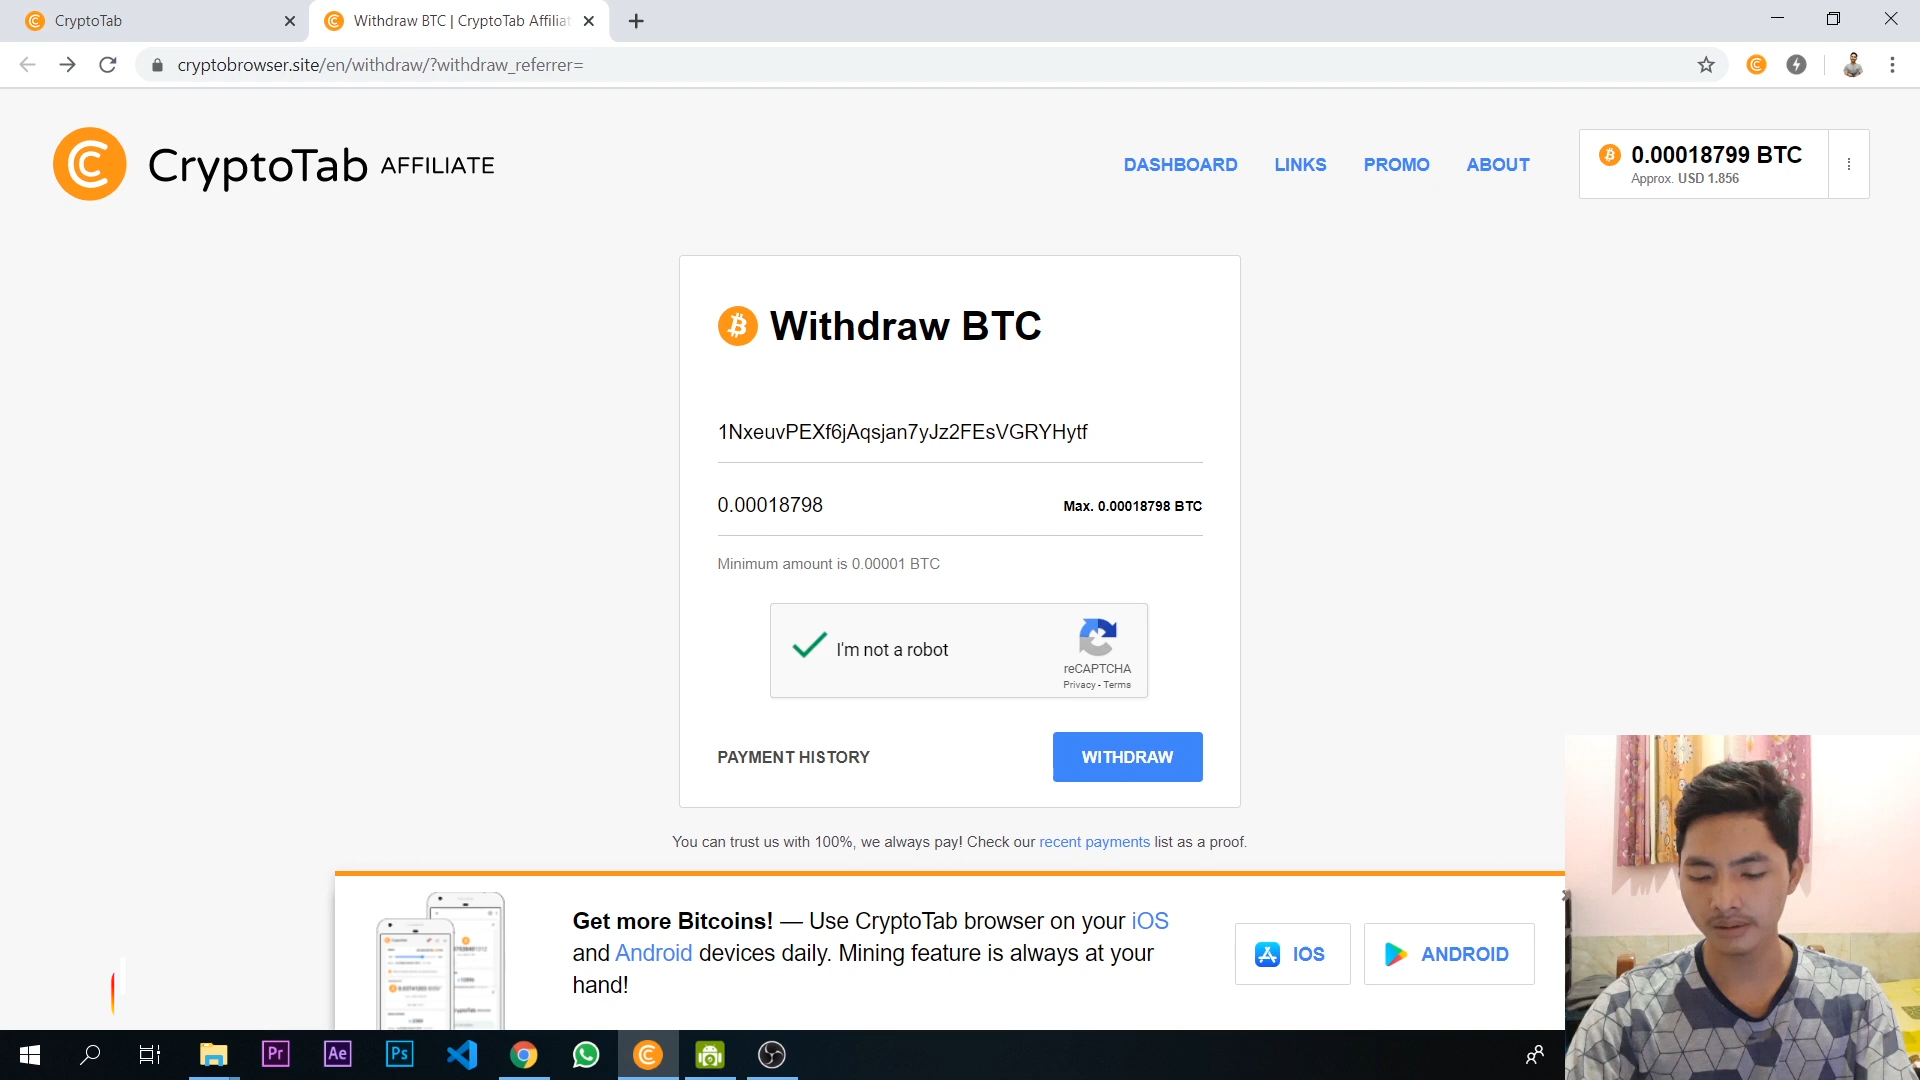 CryptoTab
Withdraw BTC | CryptoTab Affiliat
cryptobrowser.site/en/withdraw/?withdraw_referrer=
CryptoTab AFFILIATE
DASHBOARD
LINKS
PROMO
ABOUT
0.00018799 BTC
Approx. USD 1.856
Withdraw BTC
1NxeuvPEXf6jAqsjan7yJz2FEsVGRYHytf
0.00018798
Max. 0.00018798 BTC
Minimum amount is 0.00001 BTC
I'm not a robot
reCAPTCHA
Privacy - Terms
PAYMENT HISTORY
WITHDRAW
You can trust us with 100%, we always pay! Check our recent payments list as a proof.
Get more Bitcoins! — Use CryptoTab browser on your iOS
and Android devices daily. Mining feature is always at your
hand!
IOS
ANDROID
Pr
Ae
Ps